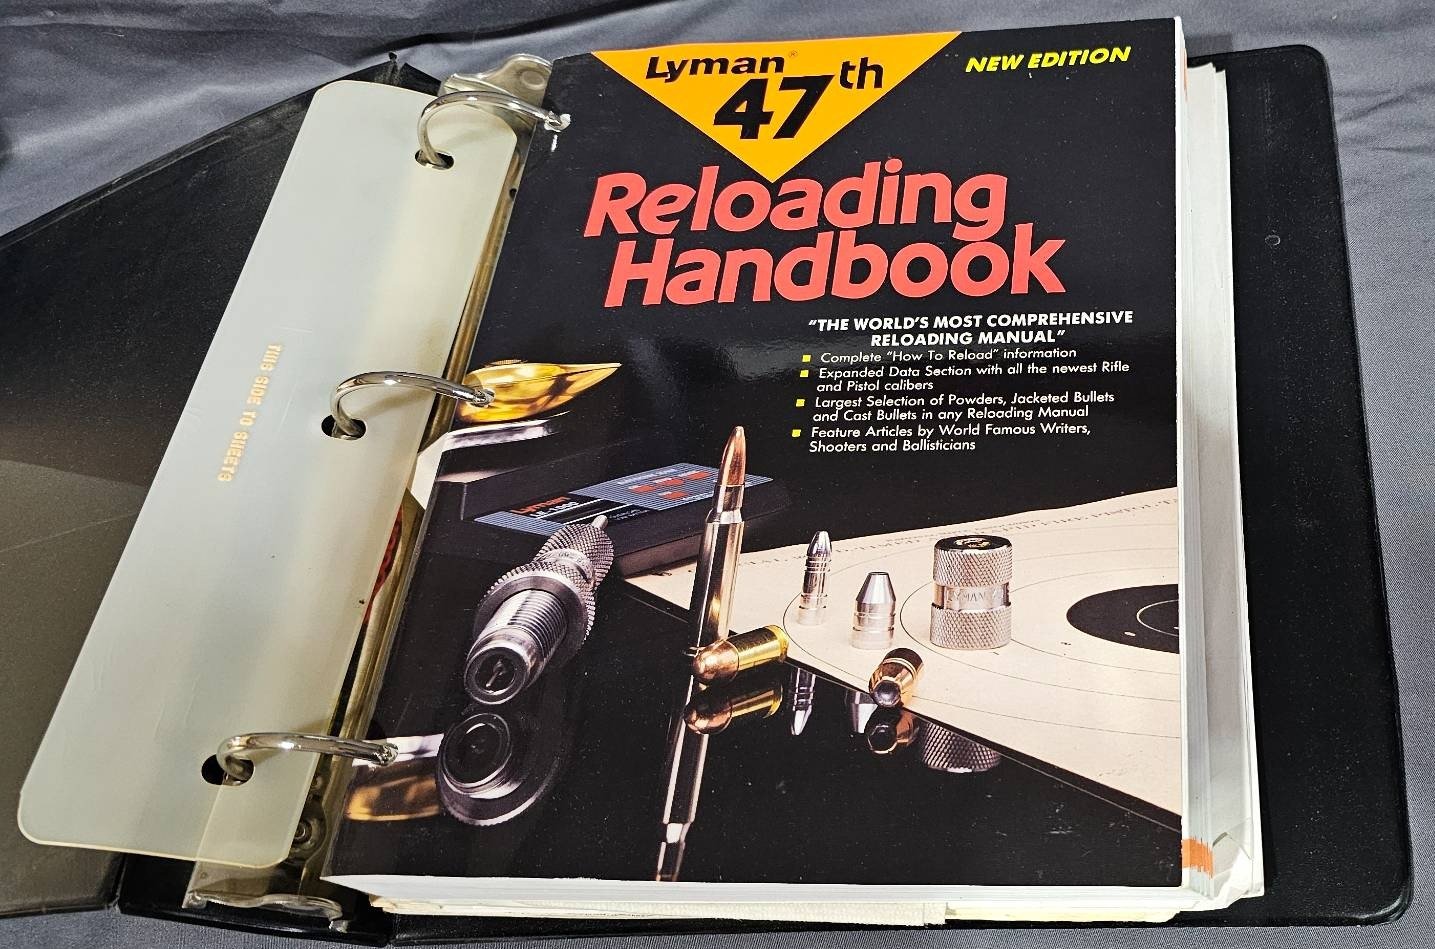 Lyman®
47th
NEW EDITION
Reloading
Handbook
"THE WORLD'S MOST COMPREHENSIVE
RELOADING MANUAL"
Complete "How To Reload" information
Expanded Data Section with all the newest Rifle
and Pistol calibers
Largest Selection of Powders, Jacketed Bullets
and Cast Bullets in any Reloading Manual
Feature Articles by World Famous Writers,
Shooters and Ballisticians
THIS SIDE TO SHEETS
Lyman
LYMAN